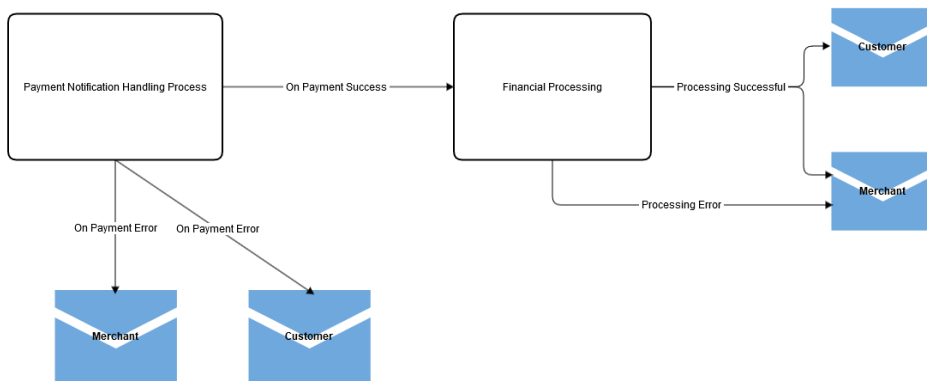 Customer
Payment Notification Handling Process
On Payment Success
Financial Processing
Processing Successful
Merchant
Processing Error
On Payment Error
On Payment Error
Merchant
Customer